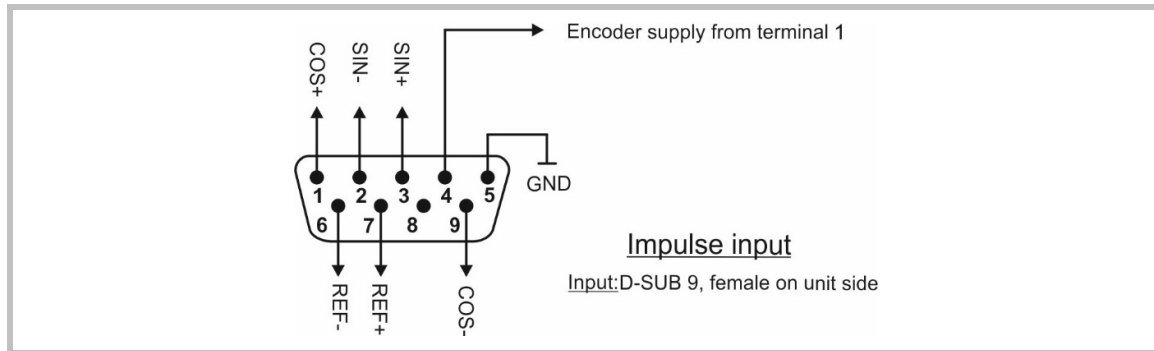 Encoder supply from terminal 1
COS+
SIN-
SIN+
1 2 3 4 5
GND
6 7 8 9
Impulse input
Input:D-SUB 9, female on unit side
REF-
REF+
COS-